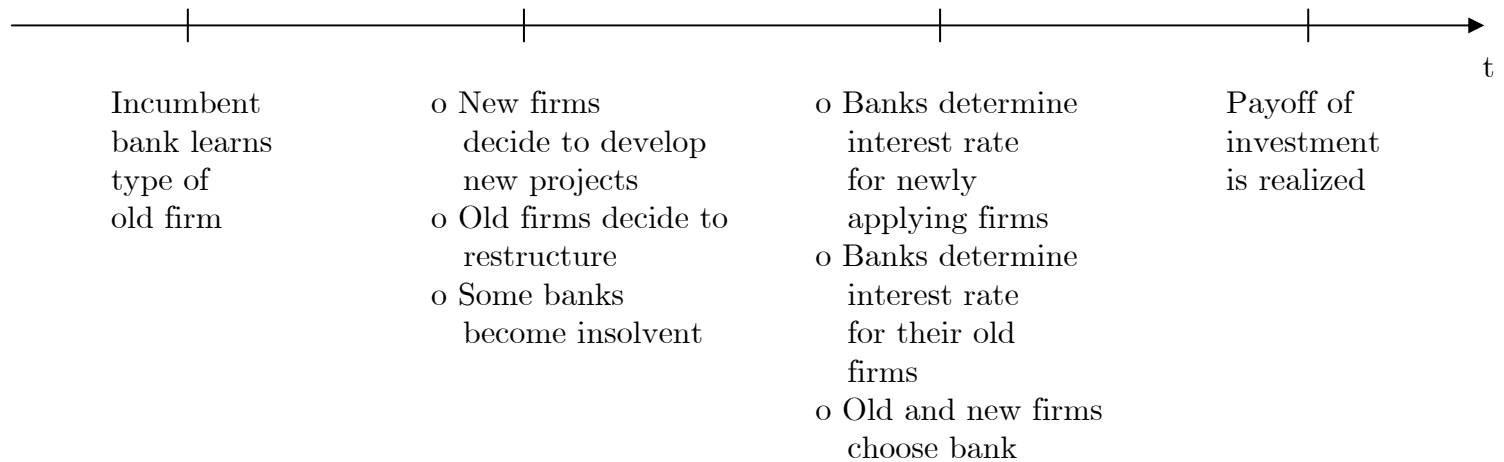 t
Incumbent
bank learns
type of
old firm
o New firms
decide to develop
new projects
o Old firms decide to
restructure
o Some banks
become insolvent
o Banks determine
interest rate
for newly
applying firms
o Banks determine
interest rate
for their old
firms
o Old and new firms
choose bank
Payoff of
investment
is realized